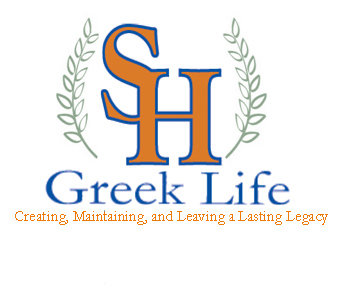 SH
Greek Life
Creating, Maintaining, and Leaving a Lasting Legacy